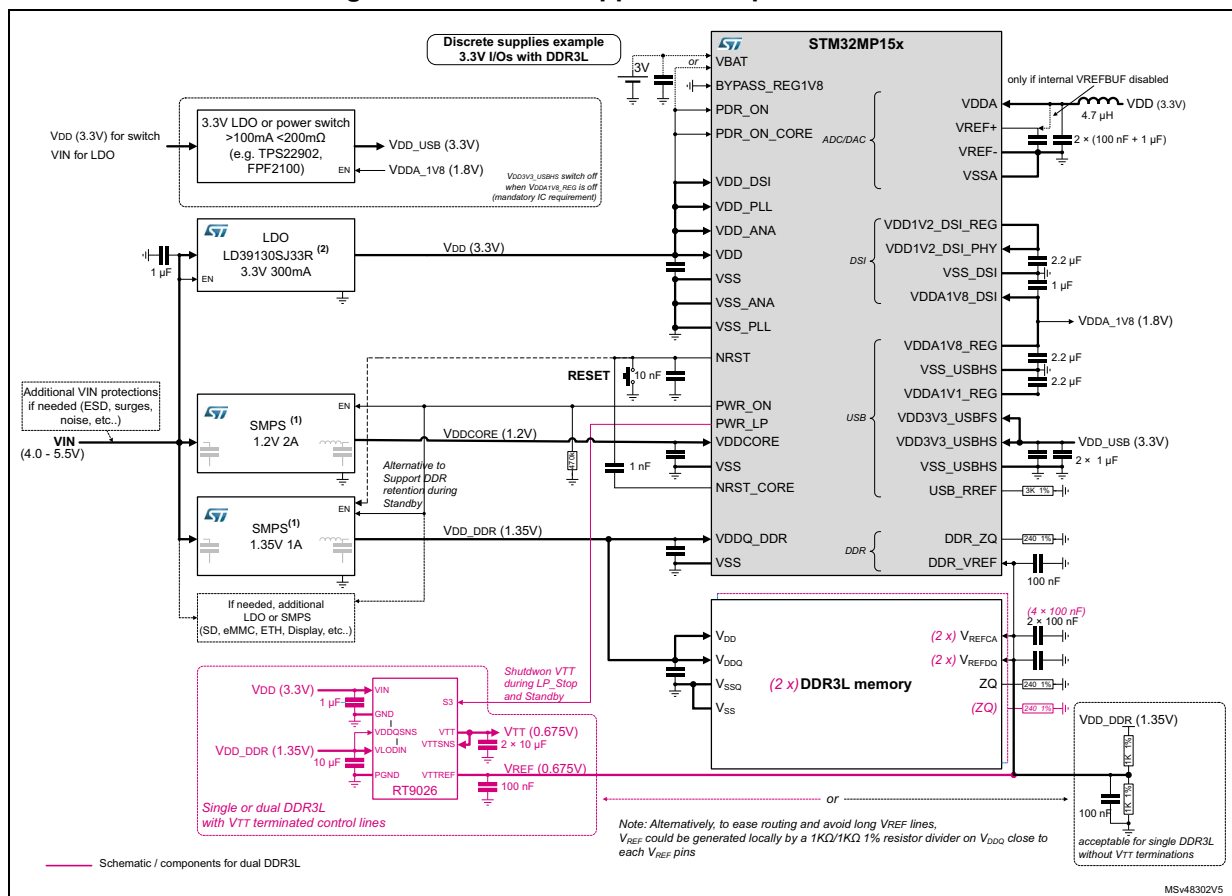 Discrete supplies example
3.3V I/Os with DDR3L
STM32MP15x
3V
or
VBAT
BYPASS_REG1V8
PDR_ON
PDR_ON_CORE
VDD_DSI
VDD_PLL
VDD_ANA
VDD
VSS
VSS_ANA
VSS_PLL
NRST
PWR_ON
PWR_LP
VDDCORE
VSS
NRST_CORE
VDDQ_DDR
VSS
ADC/DAC
DSI
USB
DDR
only if internal VREFBUF disabled
VDDA
VDD (3.3V)
4.7 µH
VREF+
2 × (100 nF + 1 µF)
VREF-
VSSA
VDD1V2_DSI_REG
VDD1V2_DSI_PHY
2.2 µF
VSS_DSI
1 µF
VDDA1V8_DSI
VDDA_1V8 (1.8V)
VDDA1V8_REG
2.2 µF
VSS_USBHS
2.2 µF
VDDA1V1_REG
VDD3V3_USBFS
VDD3V3_USBHS
VDD_USB (3.3V)
VSS_USBHS
2 × 1 µF
USB_RREF
3K 1%
DDR_ZQ
240 1%
DDR_VREF
100 nF
VDD (3.3V) for switch
VIN for LDO
3.3V LDO or power switch
>100mA <200mΩ
(e.g. TPS22902,
FPF2100)
EN
VDD_USB (3.3V)
VDDA_1V8 (1.8V)
VDD3V3_USBHS switch off
when VDDA1V8_REG is off
(mandatory IC requirement)
1 µF
LDO
LD39130SJ33R (2)
3.3V 300mA
EN
VDD (3.3V)
RESET
10 nF
Additional VIN protections
if needed (ESD, surges,
noise, etc..)
VIN
(4.0 - 5.5V)
SMPS(1)
1.2V 2A
EN
VDDCORE (1.2V)
470k
1 nF
Alternative to
Support DDR
retention during
Standby
SMPS(1)
1.35V 1A
EN
VDD_DDR (1.35V)
If needed, additional
LDO or SMPS
(SD, eMMC, ETH, Display, etc..)
VDD
VDDQ
VSSQ
VSS
(2 x) DDR3L memory
(4 × 100 nF)
2 × 100 nF
(2 x) VREFCA
(2 x) VREFDQ
ZQ
240 1%
(ZQ)
240 1%
Shutdwon VTT
during LP_Stop
and Standby
VDD (3.3V)
1 µF
VDD_DDR (1.35V)
10 µF
VIN
GND
VDDQSNS
VLODIN
PGND
S3
VTT
VTTSNS
VTTREF
RT9026
VTT (0.675V)
2 × 10 µF
VREF (0.675V)
100 nF
Single or dual DDR3L
with VTT terminated control lines
or
VDD_DDR (1.35V)
1K 1%
1K 1%
100 nF
acceptable for single DDR3L
without VTT terminations
Note: Alternatively, to ease routing and avoid long VREF lines,
VREF could be generated locally by a 1KΩ/1KΩ 1% resistor divider on VDDQ close to
each VREF pins
Schematic / components for dual DDR3L
MSv48302V5